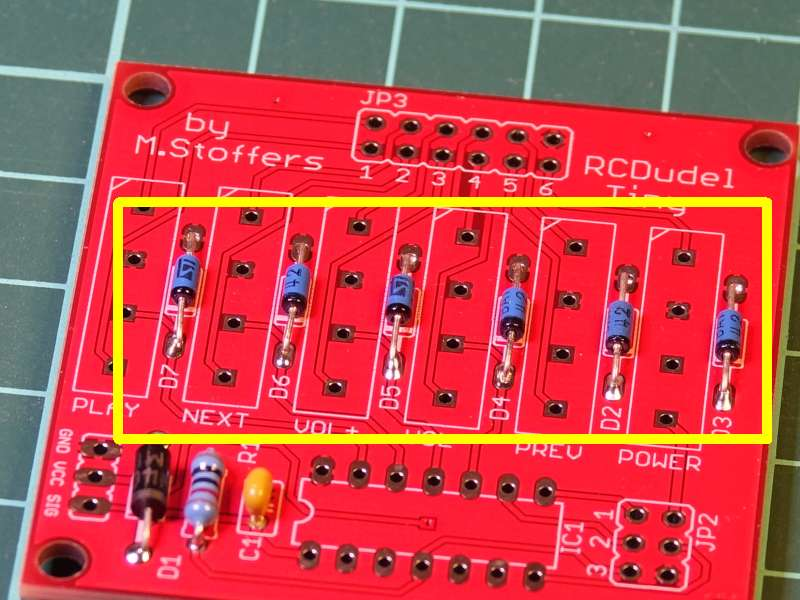 JP3
by
M.Stoffers
1 2 3 4 5 6
RCDudel
Tiny
D7
D6
D5
D4
D2
D3
PLAY
NEXT
VOL+
PREV
POWER
GND VCC SIG
R1
D1
C1
IC1
1
2
3
JP2